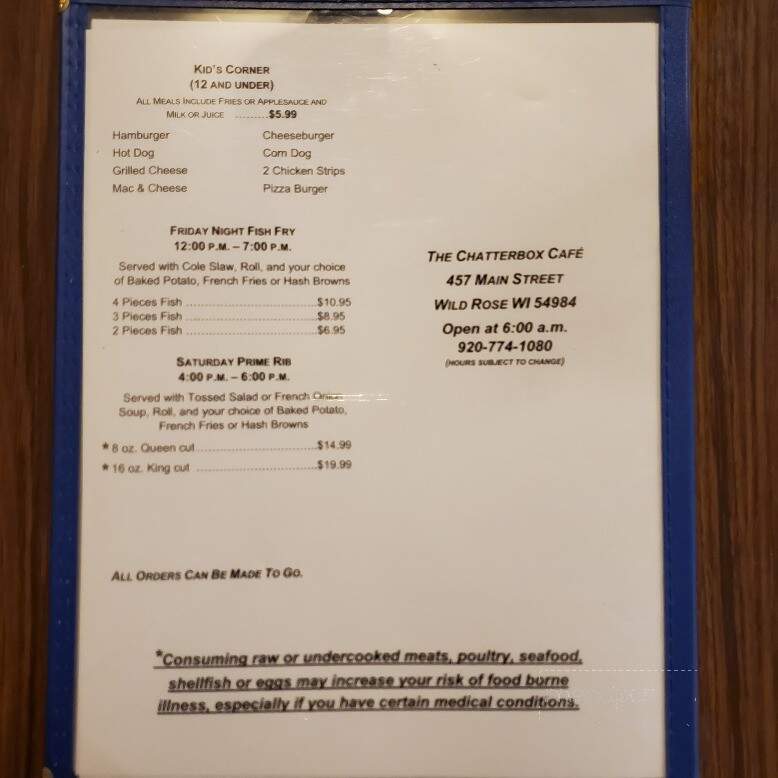 KID'S CORNER
(12 AND UNDER)
ALL MEALS INCLUDE FRIES OR APPLESAUCE AND
MILK OR JUICE ..........$5.99
Hamburger Cheeseburger
Hot Dog Corn Dog
Grilled Cheese 2 Chicken Strips
Mac & Cheese Pizza Burger
FRIDAY NIGHT FISH FRY
12:00 P.M. – 7:00 P.M.
Served with Cole Slaw, Roll, and your choice
of Baked Potato, French Fries or Hash Browns
4 Pieces Fish ..........$10.95
3 Pieces Fish ..........$8.95
2 Pieces Fish ..........$6.95
SATURDAY PRIME RIB
4:00 P.M. – 6:00 P.M.
Served with Tossed Salad or French Onion
Soup, Roll, and your choice of Baked Potato,
French Fries or Hash Browns
* 8 oz. Queen cut..........$14.99
* 16 oz. King cut ..........$19.99
THE CHATTERBOX CAFÉ
457 MAIN STREET
WILD ROSE WI 54984
Open at 6:00 a.m.
920-774-1080
(HOURS SUBJECT TO CHANGE)
ALL ORDERS CAN BE MADE TO GO.
*Consuming raw or undercooked meats, poultry, seafood,
shellfish or eggs may increase your risk of food borne
illness, especially if you have certain medical conditions.